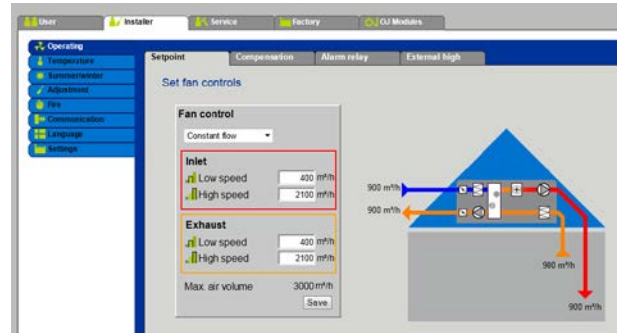 User
Installer
Service
Factory
OJ Modules
Operating
Temperature
Summer/winter
Adjustment
Fire
Communication
Language
Settings
Setpoint
Compensation
Alarm relay
External high
Set fan controls
Fan control
Constant flow
Inlet
Low speed 400 m³/h
High speed 2100 m³/h
Exhaust
Low speed 400 m³/h
High speed 2100 m³/h
Max. air volume 3000 m³/h
Save
900 m³/h
900 m³/h
900 m³/h
900 m³/h